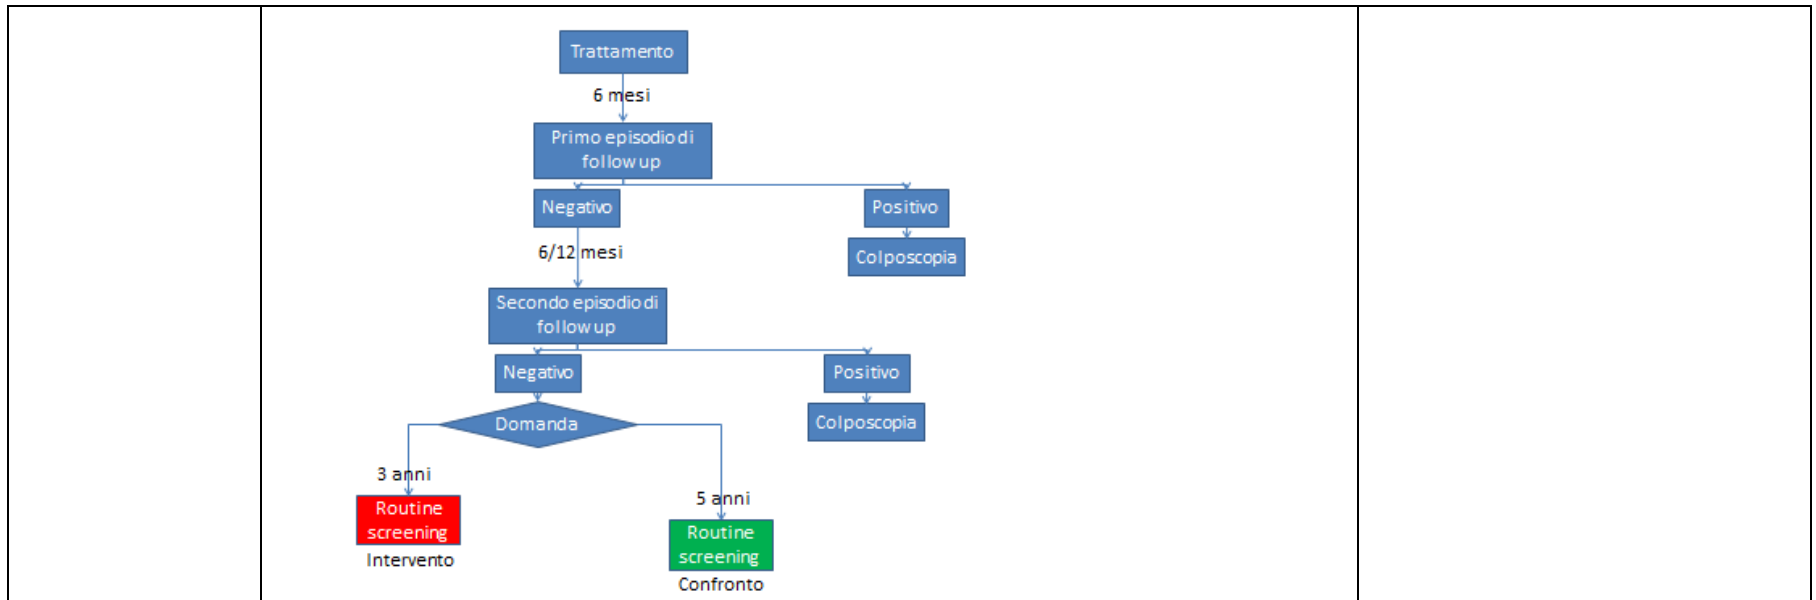 Trattamento
6 mesi
Primo episodio di
follow up
Negativo
Positivo
6/12 mesi
Colposcopia
Secondo episodio di
follow up
Negativo
Positivo
Domanda
Colposcopia
3 anni
5 anni
Routine
screening
Intervento
Routine
screening
Confronto